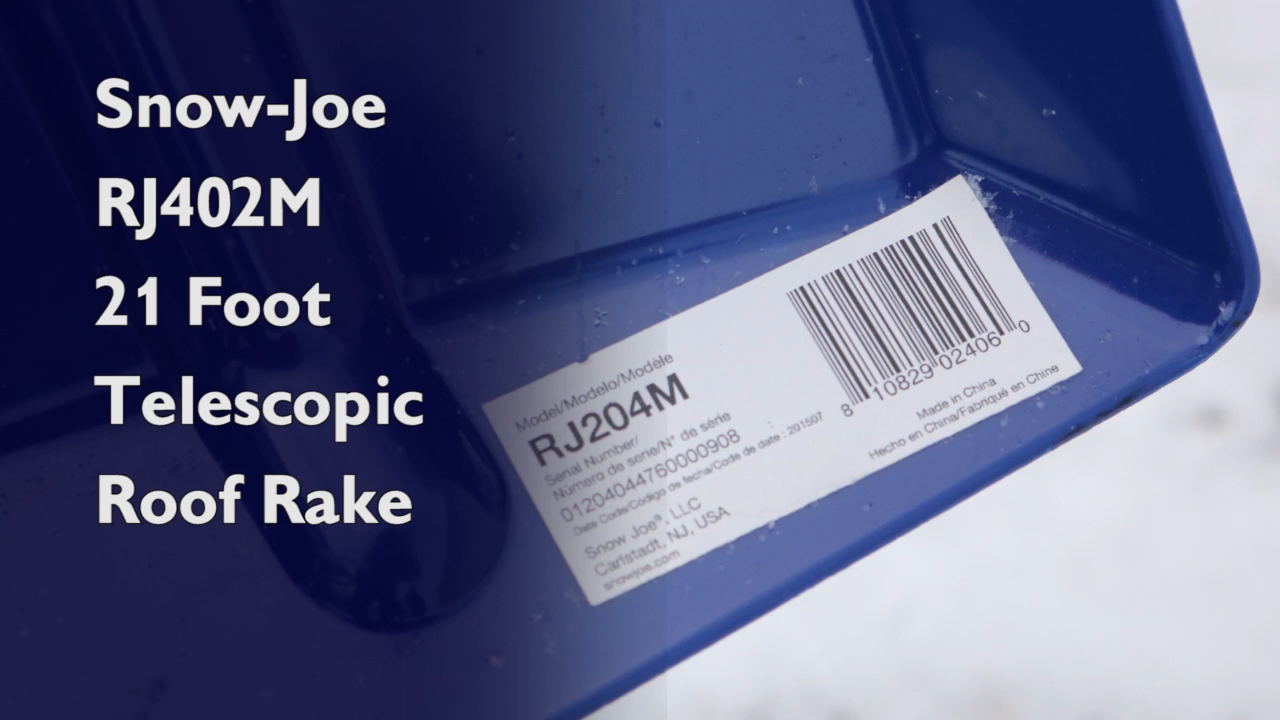 Snow-Joe
RJ402M
21 Foot
Telescopic
Roof Rake
Model/Modelo/Modèle
RJ204M
Serial Number/
Número de serie/N° de série
01204044760000908
Date Code/Código de fecha/Code de date : 201507
Snow Joe®, LLC
Carlstadt, NJ, USA
snowjoe.com
8 10829 02406 0
Made in China
Hecho en China/Fabriqué en Chine